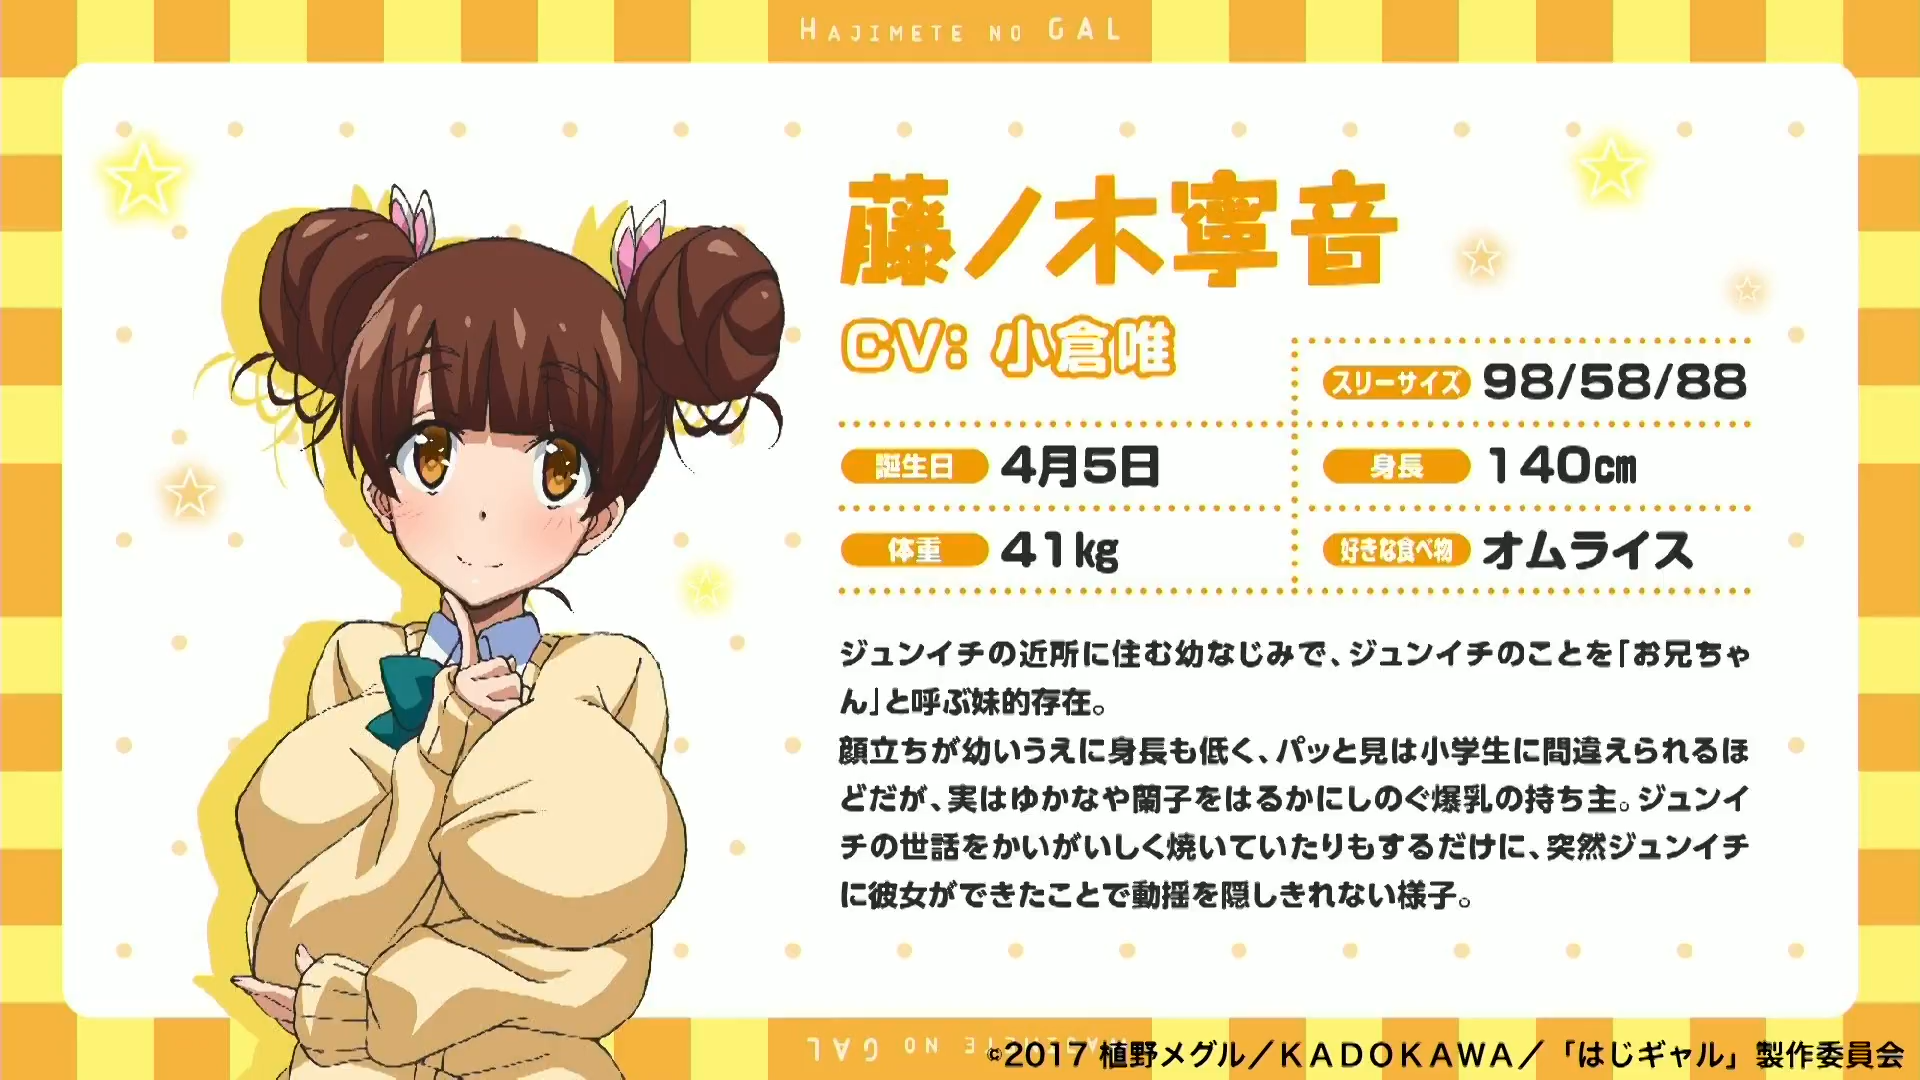 HAJIMETE NO GAL
藤ノ木寧音
CV: 小倉唯
スリーサイズ 98/58/88
誕生日 4月5日
身長 140㎝
体重 41㎏
好きな食べ物 オムライス
ジュンイチの近所に住む幼なじみで、ジュンイチのことを「お兄ちゃ
ん」と呼ぶ妹的存在。
顔立ちが幼いうえに身長も低く、パッと見は小学生に間違えられるほ
どだが、実はゆかなや蘭子をはるかにしのぐ爆乳の持ち主。ジュンイ
チの世話をかいがいしく焼いていたりもするだけに、突然ジュンイチ
に彼女ができたことで動揺を隠しきれない様子。
HAJIMETE NO GAL
©2017 植野メグル／KADOKAWA／「はじギャル」製作委員会